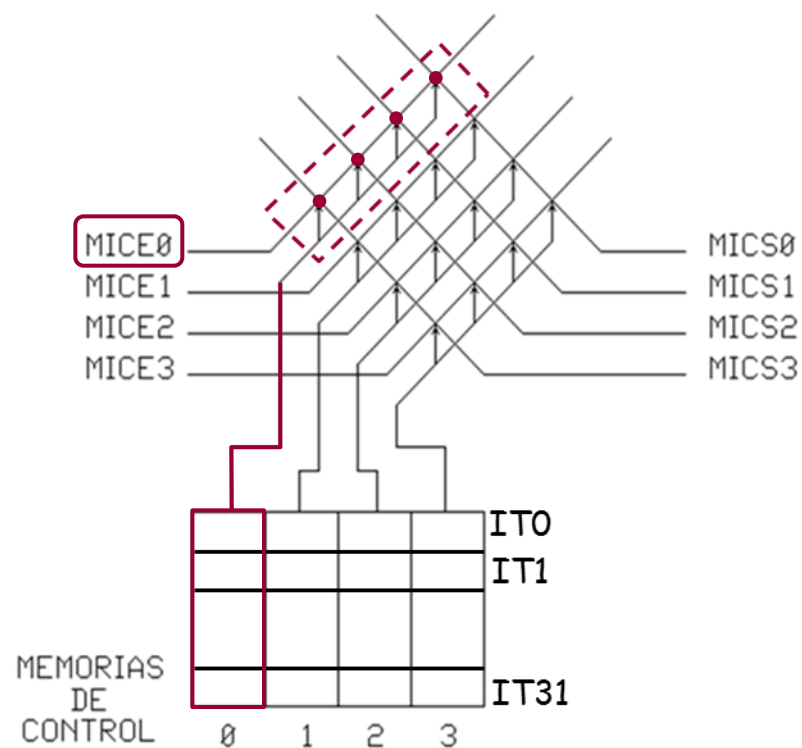 MICE0
MICE1
MICE2
MICE3
MICS0
MICS1
MICS2
MICS3
IT0
IT1
IT31
MEMORIAS
DE
CONTROL
0 1 2 3